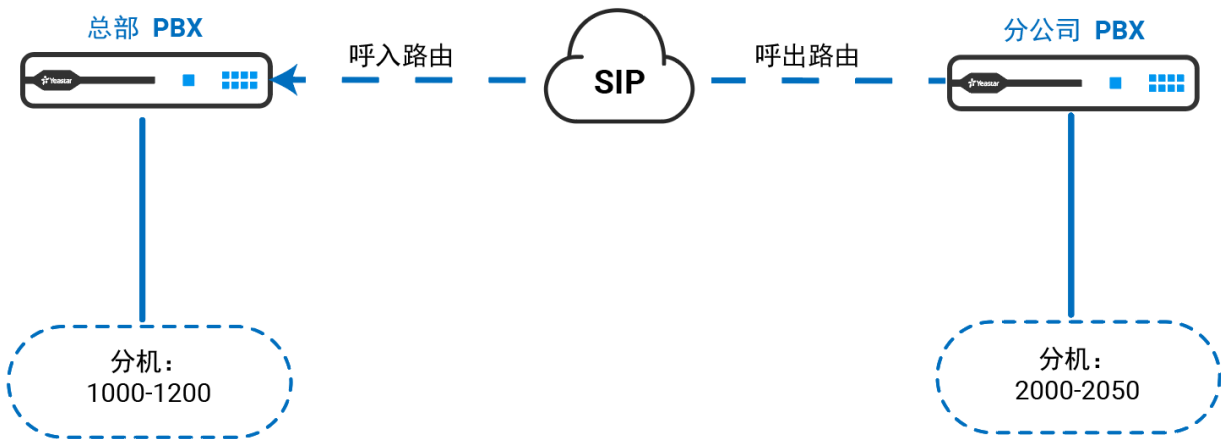 总部 PBX
分公司 PBX
呼入路由
呼出路由
SIP
Yeastar
Yeastar
分机：
1000-1200
分机：
2000-2050